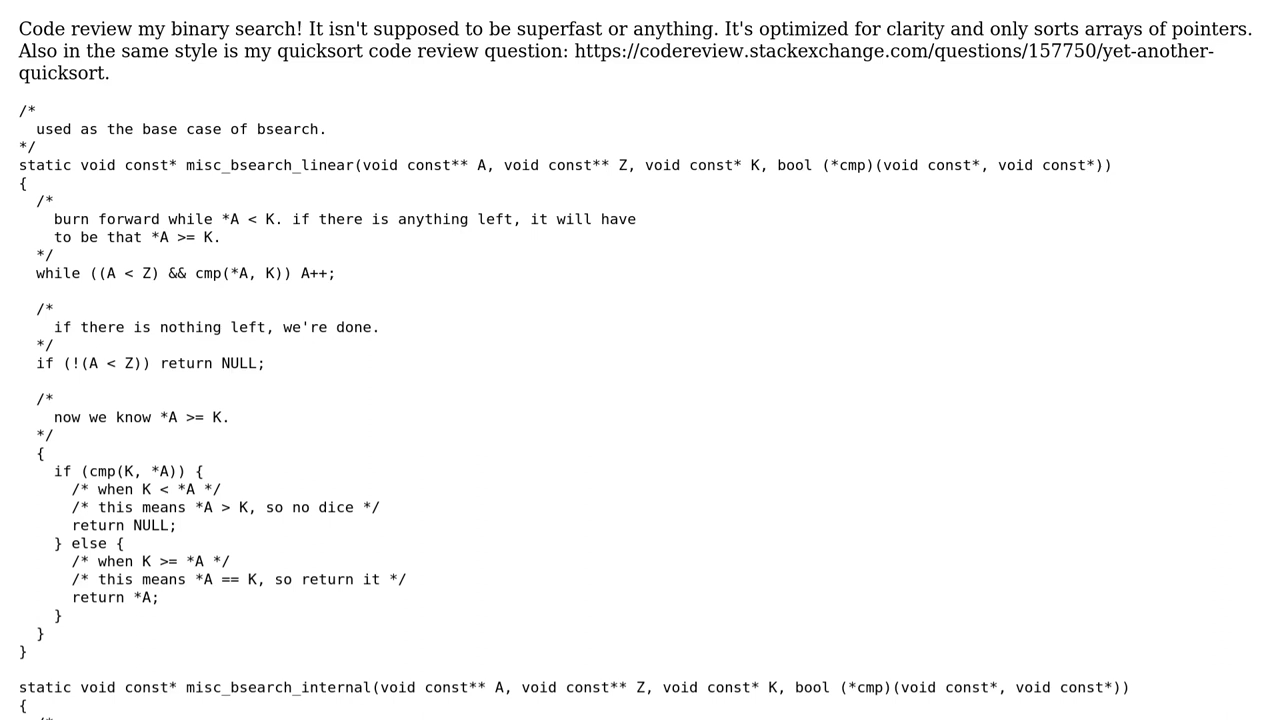 Code review my binary search! It isn't supposed to be superfast or anything. It's optimized for clarity and only sorts arrays of pointers.
Also in the same style is my quicksort code review question: https://codereview.stackexchange.com/questions/157750/yet-another-
quicksort.
/*
  used as the base case of bsearch.
*/
static void const* misc_bsearch_linear(void const** A, void const** Z, void const* K, bool (*cmp)(void const*, void const*))
{
  /*
    burn forward while *A < K. if there is anything left, it will have
    to be that *A >= K.
  */
  while ((A < Z) && cmp(*A, K)) A++;

  /*
    if there is nothing left, we're done.
  */
  if (!(A < Z)) return NULL;

  /*
    now we know *A >= K.
  */
  {
    if (cmp(K, *A)) {
      /* when K < *A */
      /* this means *A > K, so no dice */
      return NULL;
    } else {
      /* when K >= *A */
      /* this means *A == K, so return it */
      return *A;
    }
  }
}

static void const* misc_bsearch_internal(void const** A, void const** Z, void const* K, bool (*cmp)(void const*, void const*))
{
  /*